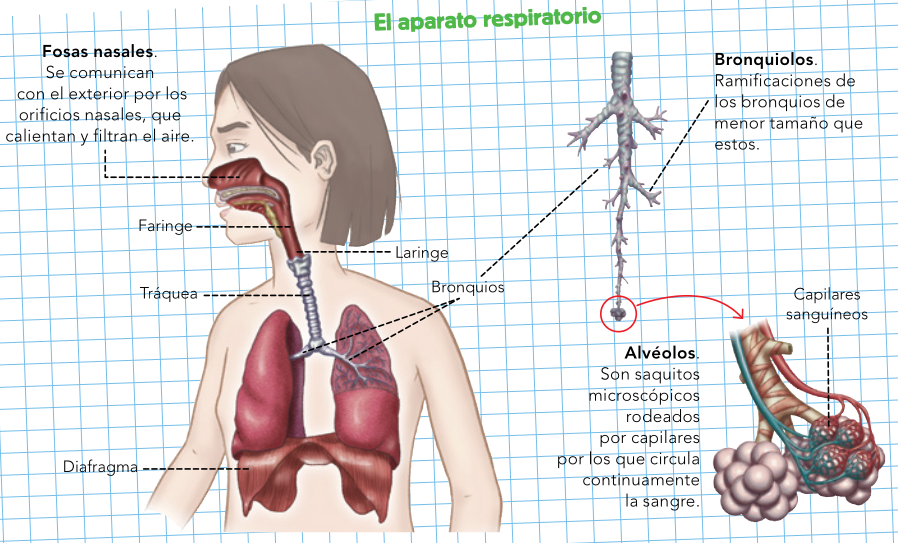 El aparato respiratorio
Fosas nasales.
Se comunican
con el exterior por los
orificios nasales, que
calientan y filtran el aire.
Faringe
Laringe
Tráquea
Bronquios
Diafragma
Bronquiolos.
Ramificaciones de
los bronquios de
menor tamaño que
estos.
Capilares
sanguíneos
Alvéolos.
Son saquitos
microscópicos
rodeados
por capilares
por los que circula
continuamente
la sangre.